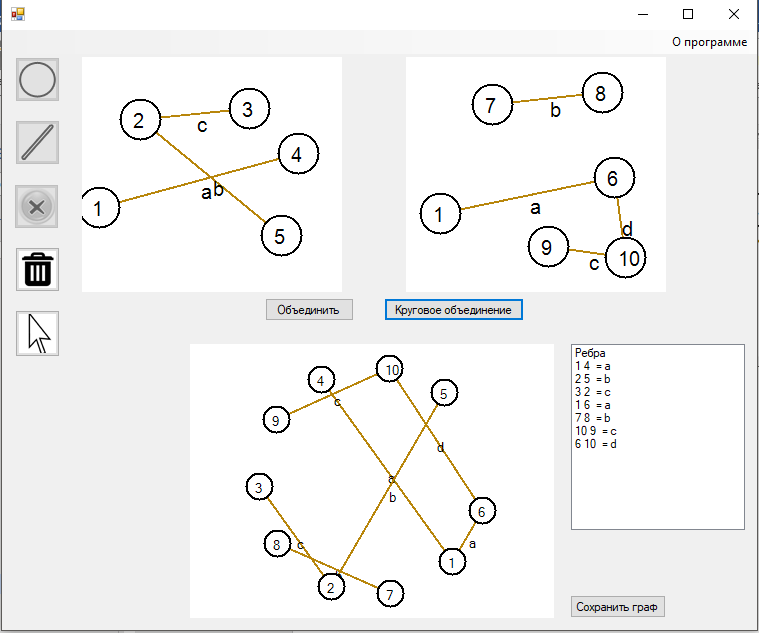 О программе
2
3
c
4
1
a
b
5
7
b
8
6
1
a
d
9
c
10
Объединить
Круговое объединение
4
10
5
c
9
d
a
3
b
6
8
c
a
1
2
7
Ребра
1 4 = a
2 5 = b
3 2 = c
1 6 = a
7 8 = b
10 9 = c
6 10 = d
Сохранить граф